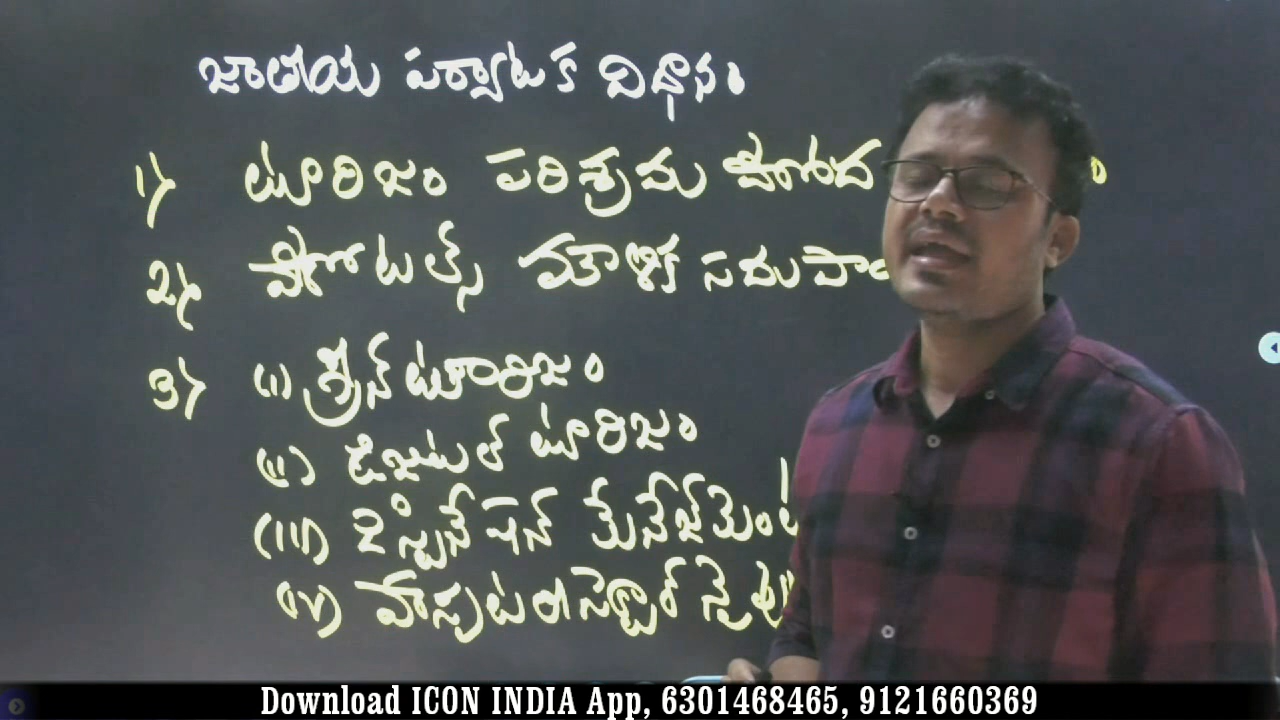 జాతీయ పర్యాటక విధానం
1) టూరిజం పరిశ్రమ హోదా
2) హోటల్స్ మౌళిక సదుపా
3) (i) గ్రీన్ టూరిజం
(ii) డిజిటల్ టూరిజం
(iii) డెస్టినేషన్ మేనేజ్‌మెంట్
(iv) హాస్పిటాలిటీ సెక్టార్
Download ICON INDIA App, 6301468465, 9121660369